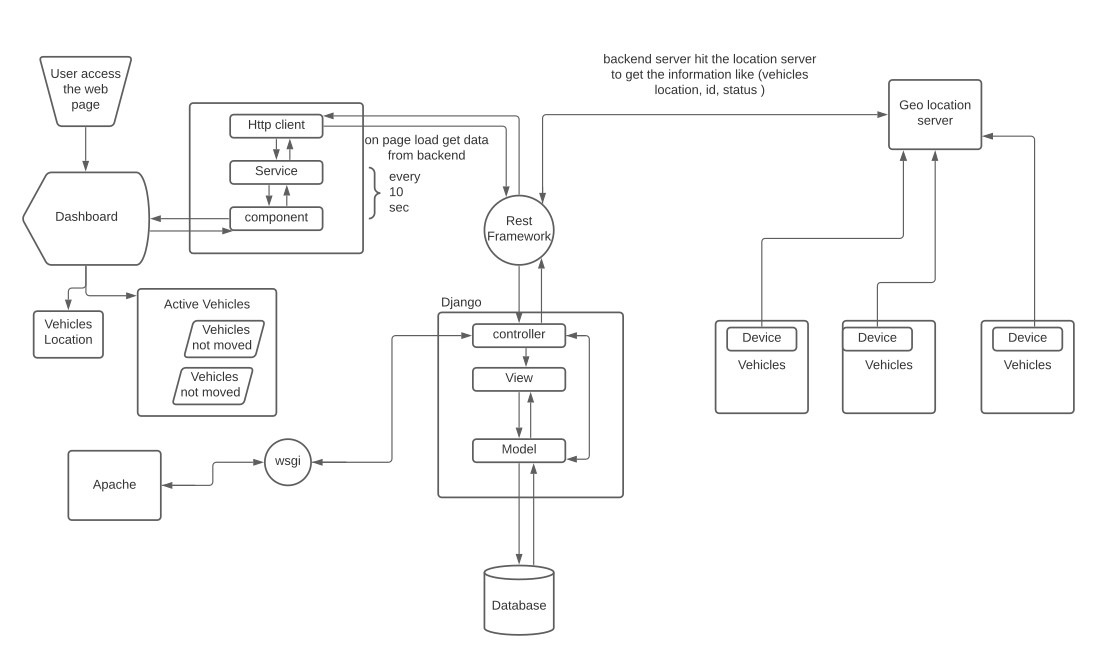 User access
the web
page
Dashboard
Vehicles
Location
Active Vehicles
Vehicles
not moved
Vehicles
not moved
Http client
Service
component
on page load get data
from backend
every
10
sec
Rest
Framework
backend server hit the location server
to get the information like (vehicles
location, id, status )
Geo location
server
Device
Vehicles
Device
Vehicles
Device
Vehicles
Django
controller
View
Model
wsgi
Apache
Database